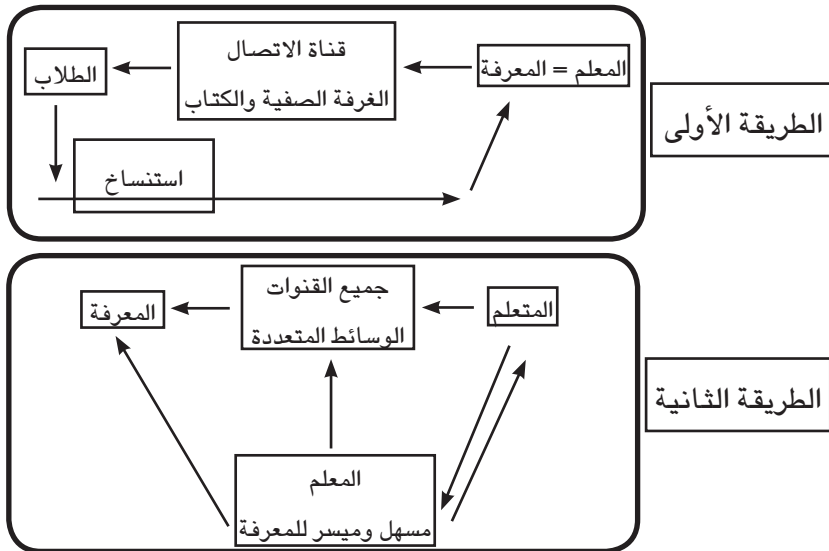 الطريقة الأولى
المعلم = المعرفة
قناة الاتصال
الغرفة الصفية والكتاب
الطلاب
استنساخ
الطريقة الثانية
المتعلم
جميع القنوات
الوسائط المتعددة
المعرفة
المعلم
مسهل وميسر للمعرفة